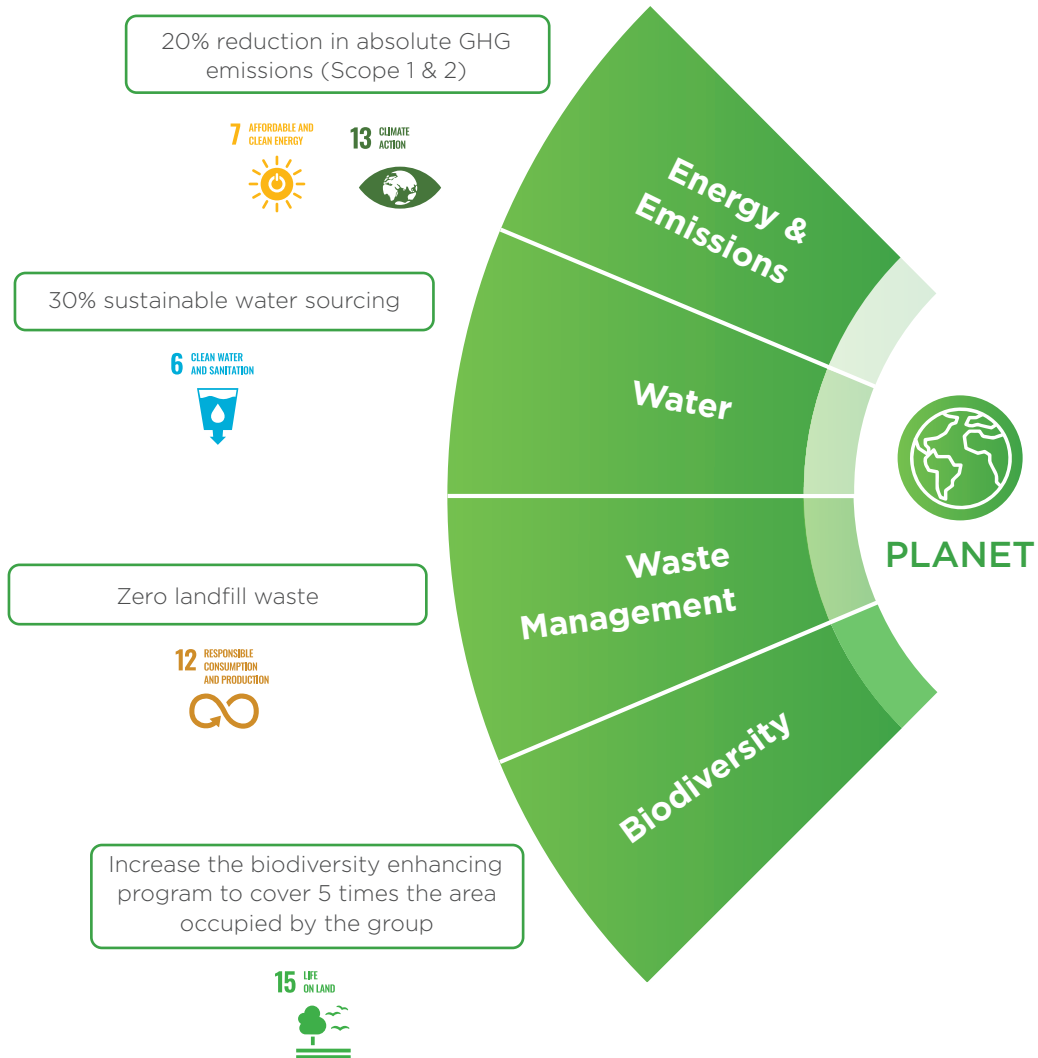 20% reduction in absolute GHG
emissions (Scope 1 & 2)
7 AFFORDABLE AND
CLEAN ENERGY
13 CLIMATE
ACTION
Energy &
Emissions
30% sustainable water sourcing
6 CLEAN WATER
AND SANITATION
Water
PLANET
Zero landfill waste
12 RESPONSIBLE
CONSUMPTION
AND PRODUCTION
Waste
Management
Increase the biodiversity enhancing
program to cover 5 times the area
occupied by the group
15 LIFE
ON LAND
Biodiversity